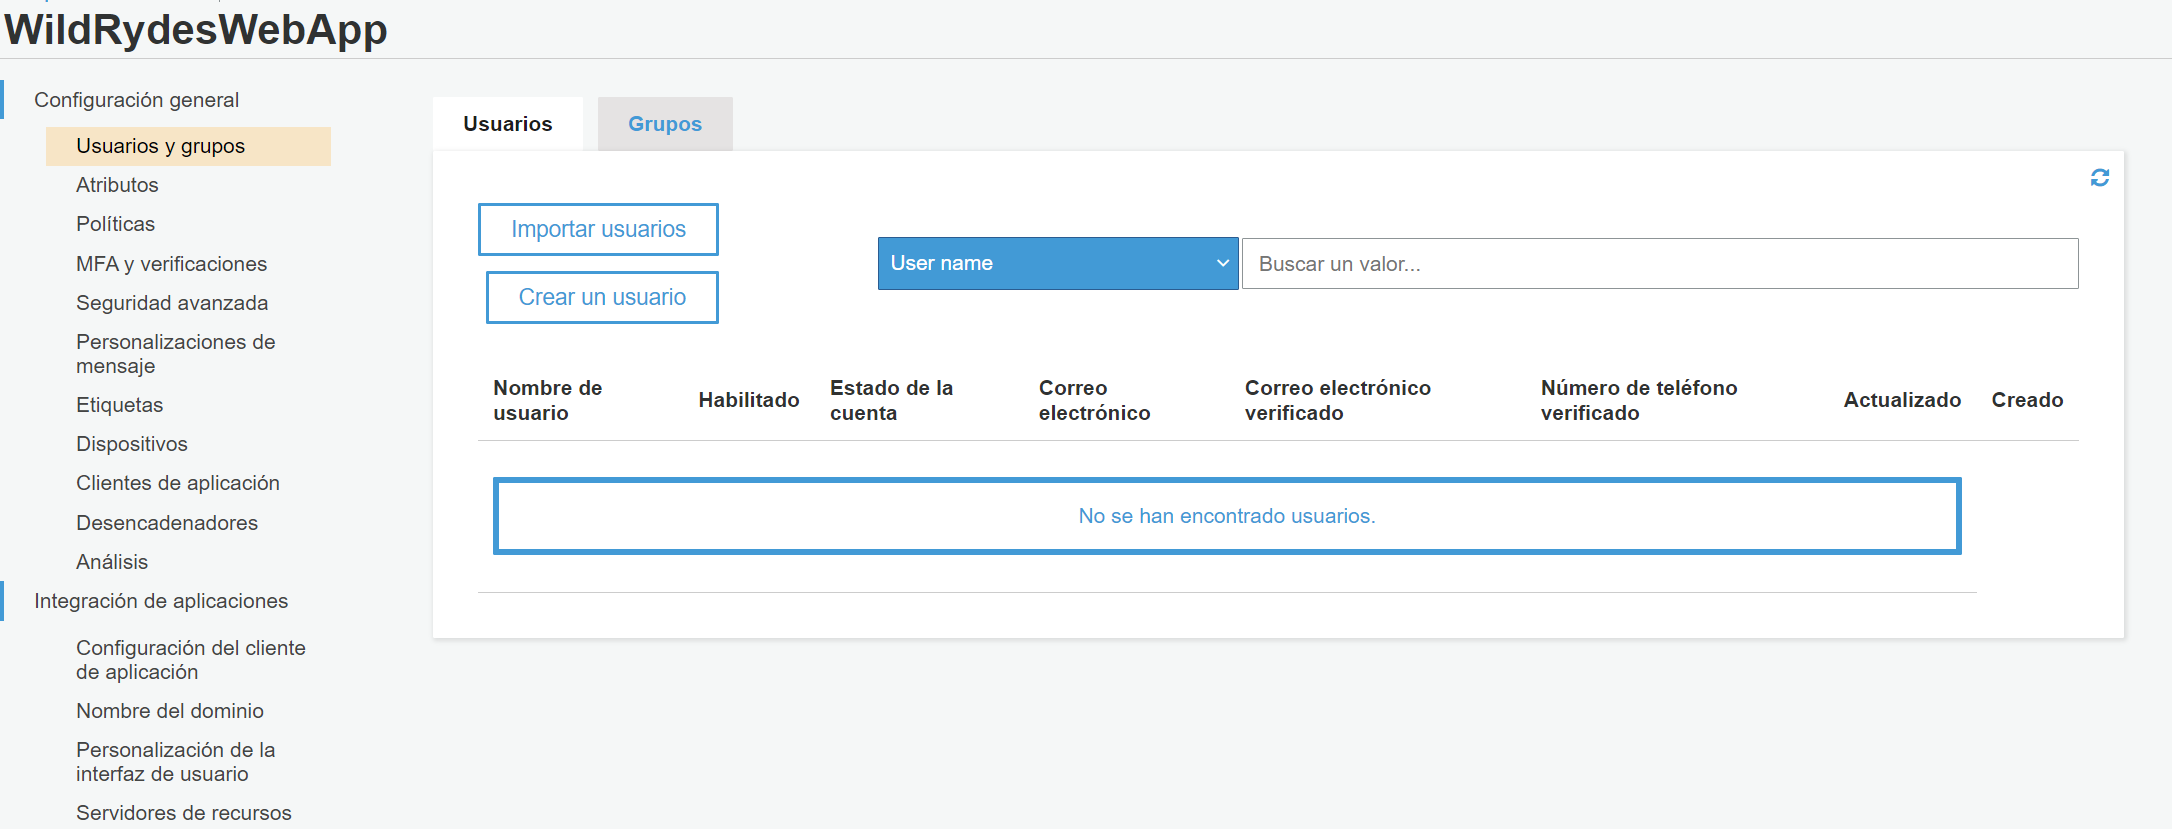 WildRydesWebApp
Configuración general
Usuarios y grupos
Atributos
Políticas
MFA y verificaciones
Seguridad avanzada
Personalizaciones de
mensaje
Etiquetas
Dispositivos
Clientes de aplicación
Desencadenadores
Análisis
Integración de aplicaciones
Configuración del cliente
de aplicación
Nombre del dominio
Personalización de la
interfaz de usuario
Servidores de recursos
Usuarios
Grupos
Importar usuarios
Crear un usuario
User name
Buscar un valor...
Nombre de
usuario
Habilitado
Estado de la
cuenta
Correo
electrónico
Correo electrónico
verificado
Número de teléfono
verificado
Actualizado
Creado
No se han encontrado usuarios.